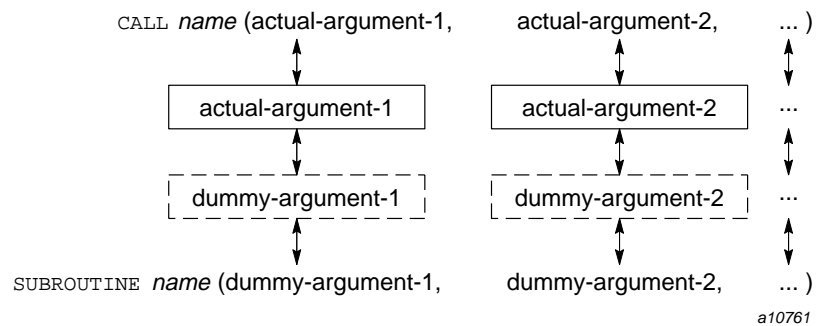 CALL name (actual-argument-1, actual-argument-2, ... )
actual-argument-1 actual-argument-2 ...
dummy-argument-1 dummy-argument-2 ...
SUBROUTINE name (dummy-argument-1, dummy-argument-2, ... )
a10761